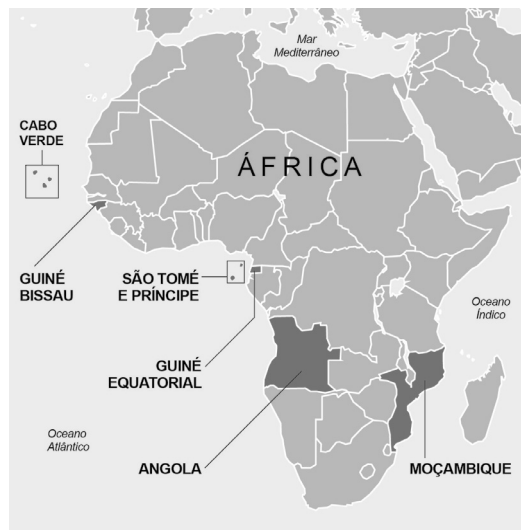 Mar
Mediterrâneo
CABO
VERDE
ÁFRICA
GUINÉ
BISSAU
SÃO TOMÉ
E PRÍNCIPE
Oceano
Índico
GUINÉ
EQUATORIAL
Oceano
Atlântico
ANGOLA
MOÇAMBIQUE